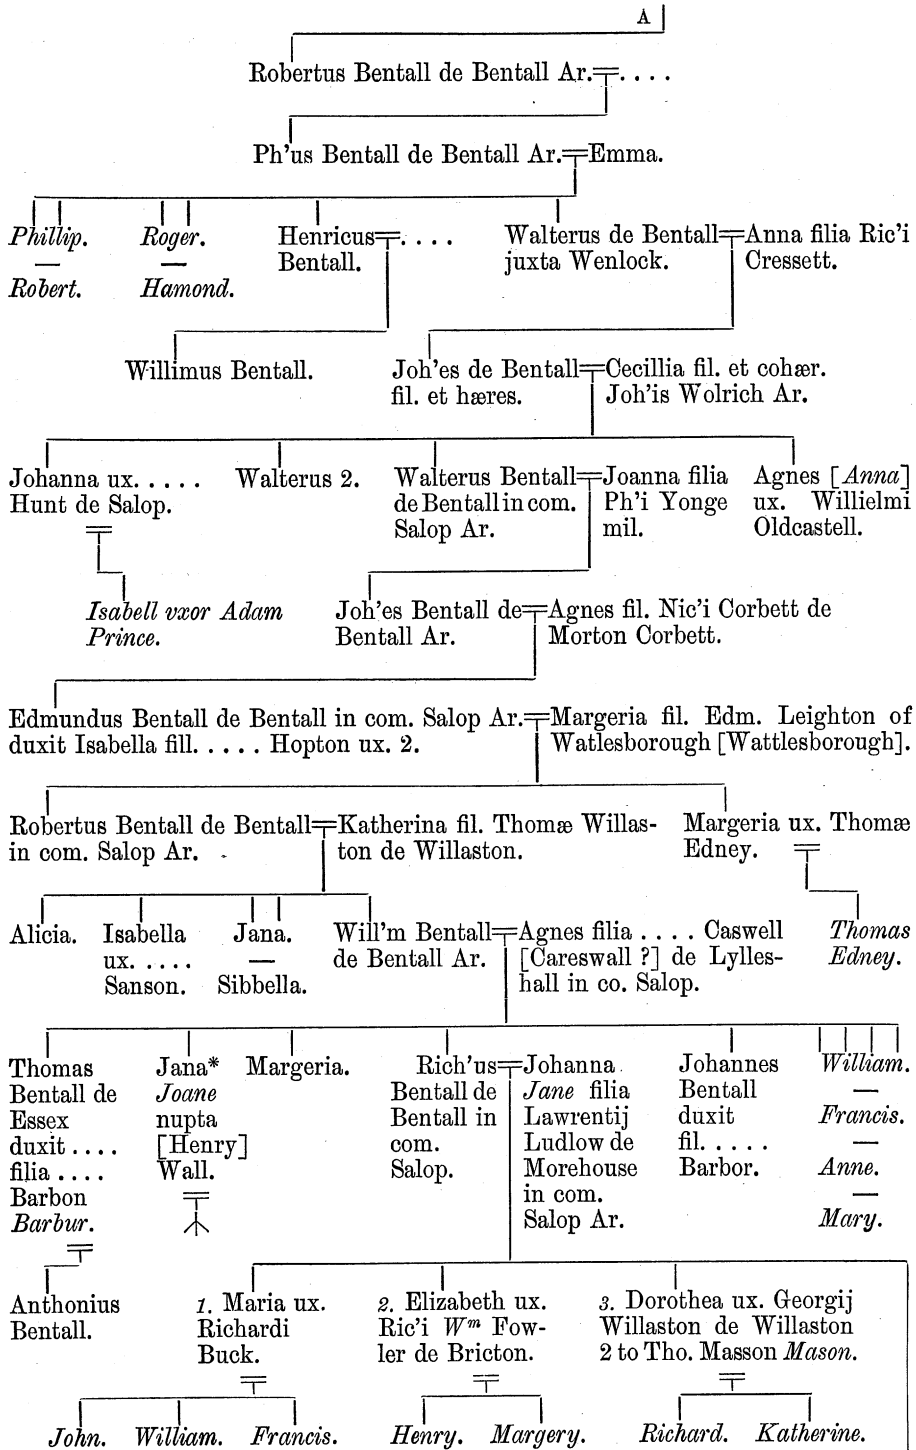 A
Robertus Bentall de Bentall Ar. . . . .
Ph'us Bentall de Bentall Ar. Emma.
Phillip. Roger. Henricus . . . . Walterus de Bentall Anna filia Ric'i
Bentall. juxta Wenlock. Cressett.
Robert. Hamond.
Willimus Bentall. Joh'es de Bentall Cecillia fil. et cohær.
fil. et hæres. Joh'is Wolrich Ar.
Johanna ux. . . . . Walterus 2. Walterus Bentall Joanna filia Agnes [Anna]
Hunt de Salop. de Bentall in com. Ph'i Yonge ux. Willielmi
Salop Ar. mil. Oldcastell.
Isabell vxor Adam Joh'es Bentall de Agnes fil. Nic'i Corbett de
Prince. Bentall Ar. Morton Corbett.
Edmundus Bentall de Bentall in com. Salop Ar. Margeria fil. Edm. Leighton of
duxit Isabella fill. . . . . Hopton ux. 2. Watlesborough [Wattlesborough].
Robertus Bentall de Bentall Katherina fil. Thomæ Willas- Margeria ux. Thomæ
in com. Salop Ar. ton de Willaston. Edney.
Alicia. Isabella Jana. Will'm Bentall Agnes filia . . . . Caswell Thomas
ux. . . . . — de Bentall Ar. [Careswall ?] de Lylles- Edney.
Sanson. Sibbella. hall in co. Salop.
Thomas Jana* Margeria. Rich'us Johanna Johannes William.
Bentall de Joane Bentall de Jane filia Bentall —
Essex nupta Bentall in Lawrentij duxit Francis.
duxit . . . . [Henry] com. Ludlow de fil. . . . . —
filia . . . . Wall. Salop. Morehouse Barbor. Anne.
Barbon in com. —
Barbur. Salop Ar. Mary.
Anthonius 1. Maria ux. 2. Elizabeth ux. 3. Dorothea ux. Georgij
Bentall. Richardi Ric'i Wm Fow- Willaston de Willaston
Buck. ler de Bricton. 2 to Tho. Masson Mason.
John. William. Francis. Henry. Margery. Richard. Katherine.